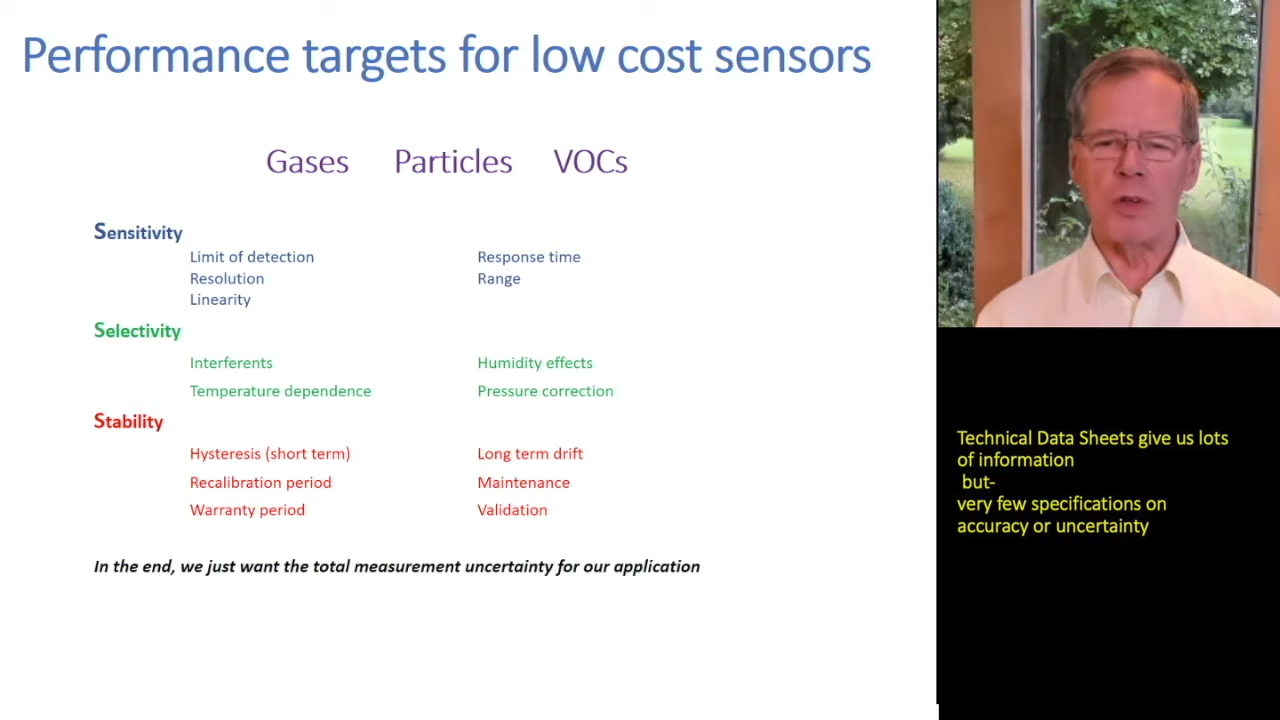 Performance targets for low cost sensors
Gases Particles VOCs
Sensitivity
Limit of detection Response time
Resolution Range
Linearity
Selectivity
Interferents Humidity effects
Temperature dependence Pressure correction
Stability
Hysteresis (short term) Long term drift
Recalibration period Maintenance
Warranty period Validation
In the end, we just want the total measurement uncertainty for our application
Technical Data Sheets give us lots
of information
but-
very few specifications on
accuracy or uncertainty